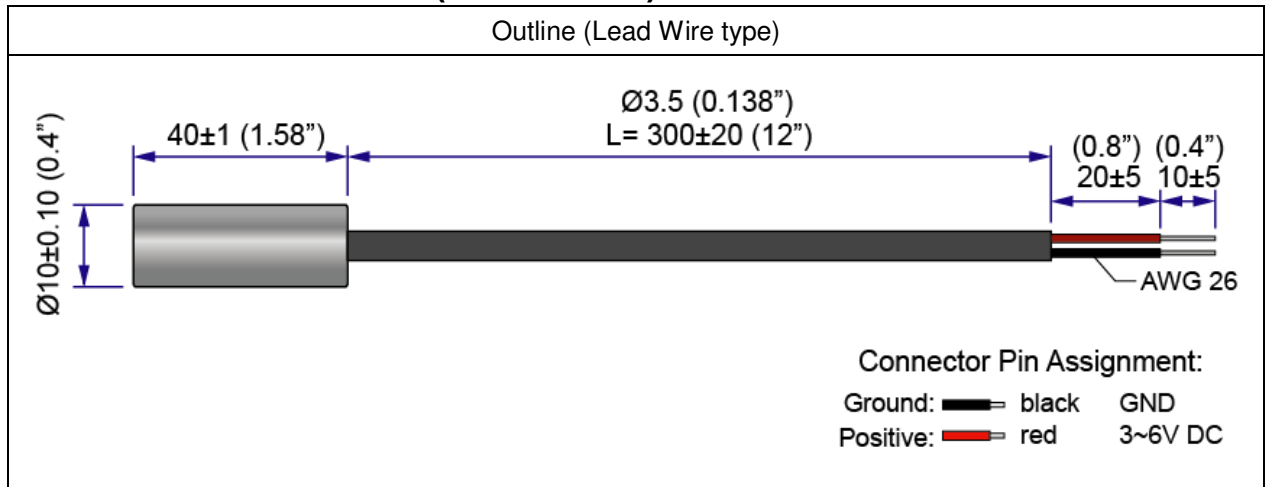 Outline (Lead Wire type)
Ø3.5 (0.138”)
40±1 (1.58”)
L= 300±20 (12”)
(0.8”) (0.4”)
20±5 10±5
Ø10±0.10 (0.4”)
AWG 26
Connector Pin Assignment:
Ground: black GND
Positive: red 3~6V DC